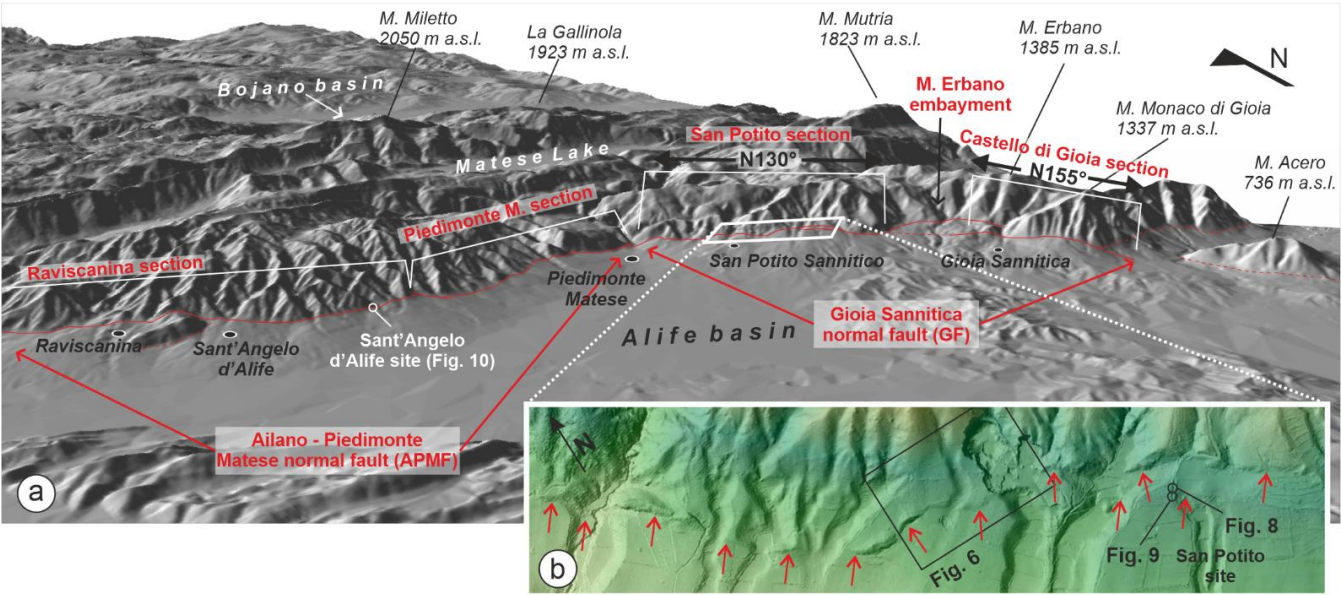 M. Miletto
2050 m a.s.l.
La Gallinola
1923 m a.s.l.
M. Mutria
1823 m a.s.l.
M. Erbano
1385 m a.s.l.
N
Bojano basin
M. Erbano
embayment
M. Monaco di Gioia
1337 m a.s.l.
San Potito section
N130°
Castello di Gioia section
N155°
M. Acero
736 m a.s.l.
Matese Lake
Piedimonte M. section
Raviscanina section
San Potito Sannitico
Gioia Sannitica
Piedimonte
Matese
Alife basin
Gioia Sannitica
normal fault (GF)
Raviscanina
Sant'Angelo
d'Alife
Sant'Angelo
d'Alife site (Fig. 10)
Ailano - Piedimonte
Matese normal fault (APMF)
a
N
Fig. 6
Fig. 8
Fig. 9
San Potito
site
b